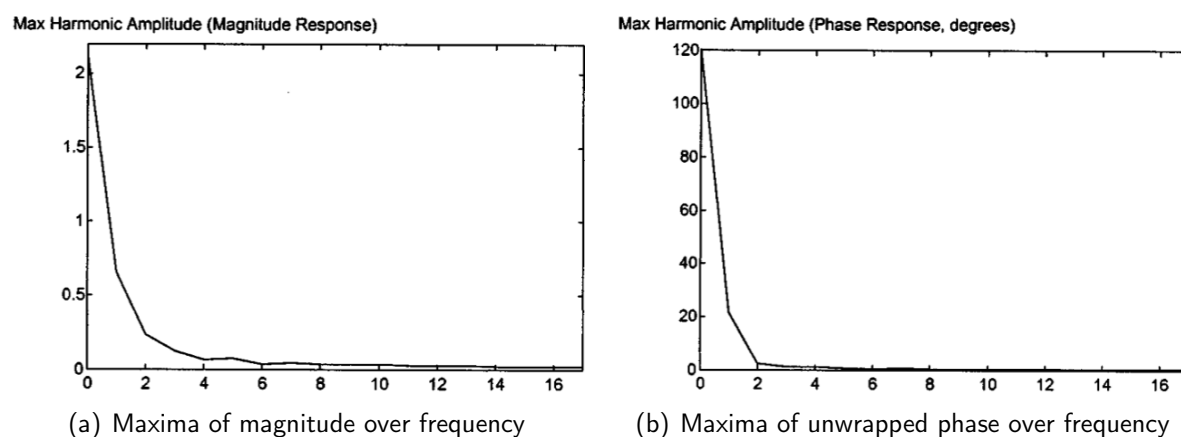 Max Harmonic Amplitude (Magnitude Response)
2
1.5
1
0.5
0
0 2 4 6 8 10 12 14 16
(a) Maxima of magnitude over frequency
Max Harmonic Amplitude (Phase Response, degrees)
120
100
80
60
40
20
0
0 2 4 6 8 10 12 14 16
(b) Maxima of unwrapped phase over frequency